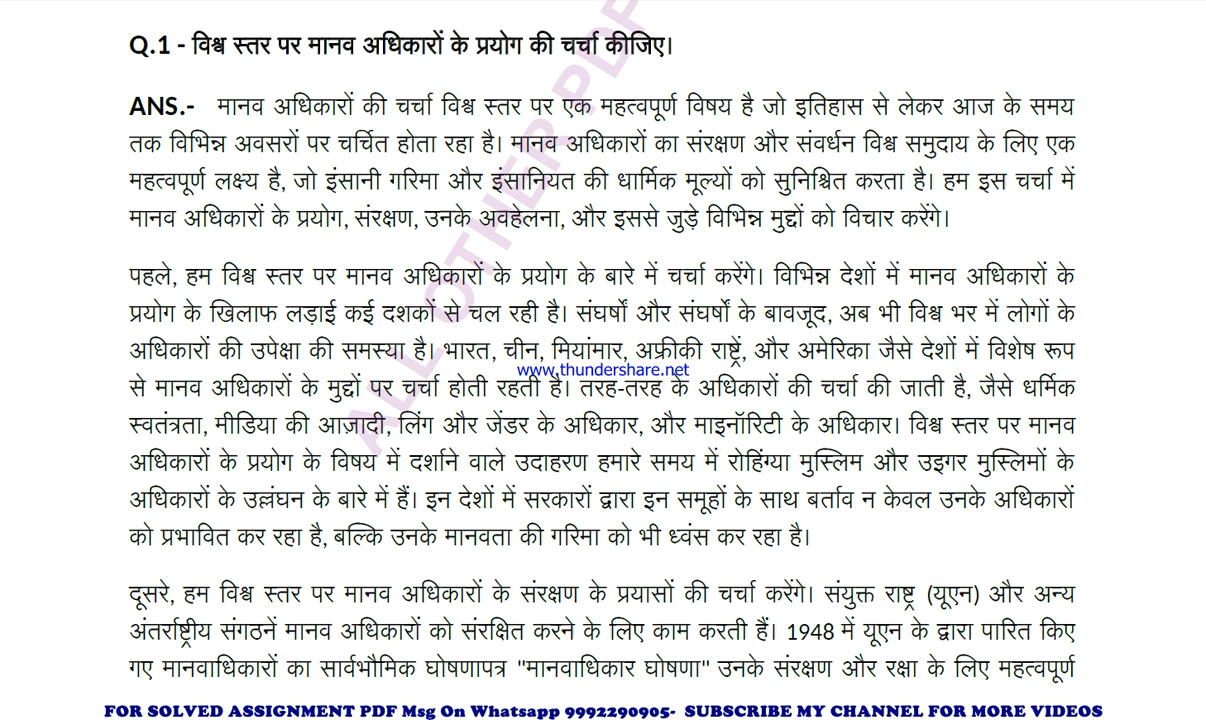 Q.1 - विश्व स्तर पर मानव अधिकारों के प्रयोग की चर्चा कीजिए।
ANS.- मानव अधिकारों की चर्चा विश्व स्तर पर एक महत्वपूर्ण विषय है जो इतिहास से लेकर आज के समय
तक विभिन्न अवसरों पर चर्चित होता रहा है। मानव अधिकारों का संरक्षण और संवर्धन विश्व समुदाय के लिए एक
महत्वपूर्ण लक्ष्य है, जो इंसानी गरिमा और इंसानियत की धार्मिक मूल्यों को सुनिश्चित करता है। हम इस चर्चा में
मानव अधिकारों के प्रयोग, संरक्षण, उनके अवहेलना, और इससे जुड़े विभिन्न मुद्दों को विचार करेंगे।
पहले, हम विश्व स्तर पर मानव अधिकारों के प्रयोग के बारे में चर्चा करेंगे। विभिन्न देशों में मानव अधिकारों के
प्रयोग के खिलाफ लड़ाई कई दशकों से चल रही है। संघर्षों और संघर्षों के बावजूद, अब भी विश्व भर में लोगों के
अधिकारों की उपेक्षा की समस्या है। भारत, चीन, मियांमार, अफ्रीकी राष्ट्रें, और अमेरिका जैसे देशों में विशेष रूप
www.thundershare.net
से मानव अधिकारों के मुद्दों पर चर्चा होती रहती है। तरह-तरह के अधिकारों की चर्चा की जाती है, जैसे धर्मिक
स्वतंत्रता, मीडिया की आज़ादी, लिंग और जेंडर के अधिकार, और माइनॉरिटी के अधिकार। विश्व स्तर पर मानव
अधिकारों के प्रयोग के विषय में दर्शाने वाले उदाहरण हमारे समय में रोहिंग्या मुस्लिम और उइगर मुस्लिमों के
अधिकारों के उल्लंघन के बारे में हैं। इन देशों में सरकारों द्वारा इन समूहों के साथ बर्ताव न केवल उनके अधिकारों
को प्रभावित कर रहा है, बल्कि उनके मानवता की गरिमा को भी ध्वंस कर रहा है।
दूसरे, हम विश्व स्तर पर मानव अधिकारों के संरक्षण के प्रयासों की चर्चा करेंगे। संयुक्त राष्ट्र (यूएन) और अन्य
अंतर्राष्ट्रीय संगठनें मानव अधिकारों को संरक्षित करने के लिए काम करती हैं। 1948 में यूएन के द्वारा पारित किए
गए मानवाधिकारों का सार्वभौमिक घोषणापत्र "मानवाधिकार घोषणा" उनके संरक्षण और रक्षा के लिए महत्वपूर्ण
ALL OTHER PDF
FOR SOLVED ASSIGNMENT PDF Msg On Whatsapp 9992290905- SUBSCRIBE MY CHANNEL FOR MORE VIDEOS